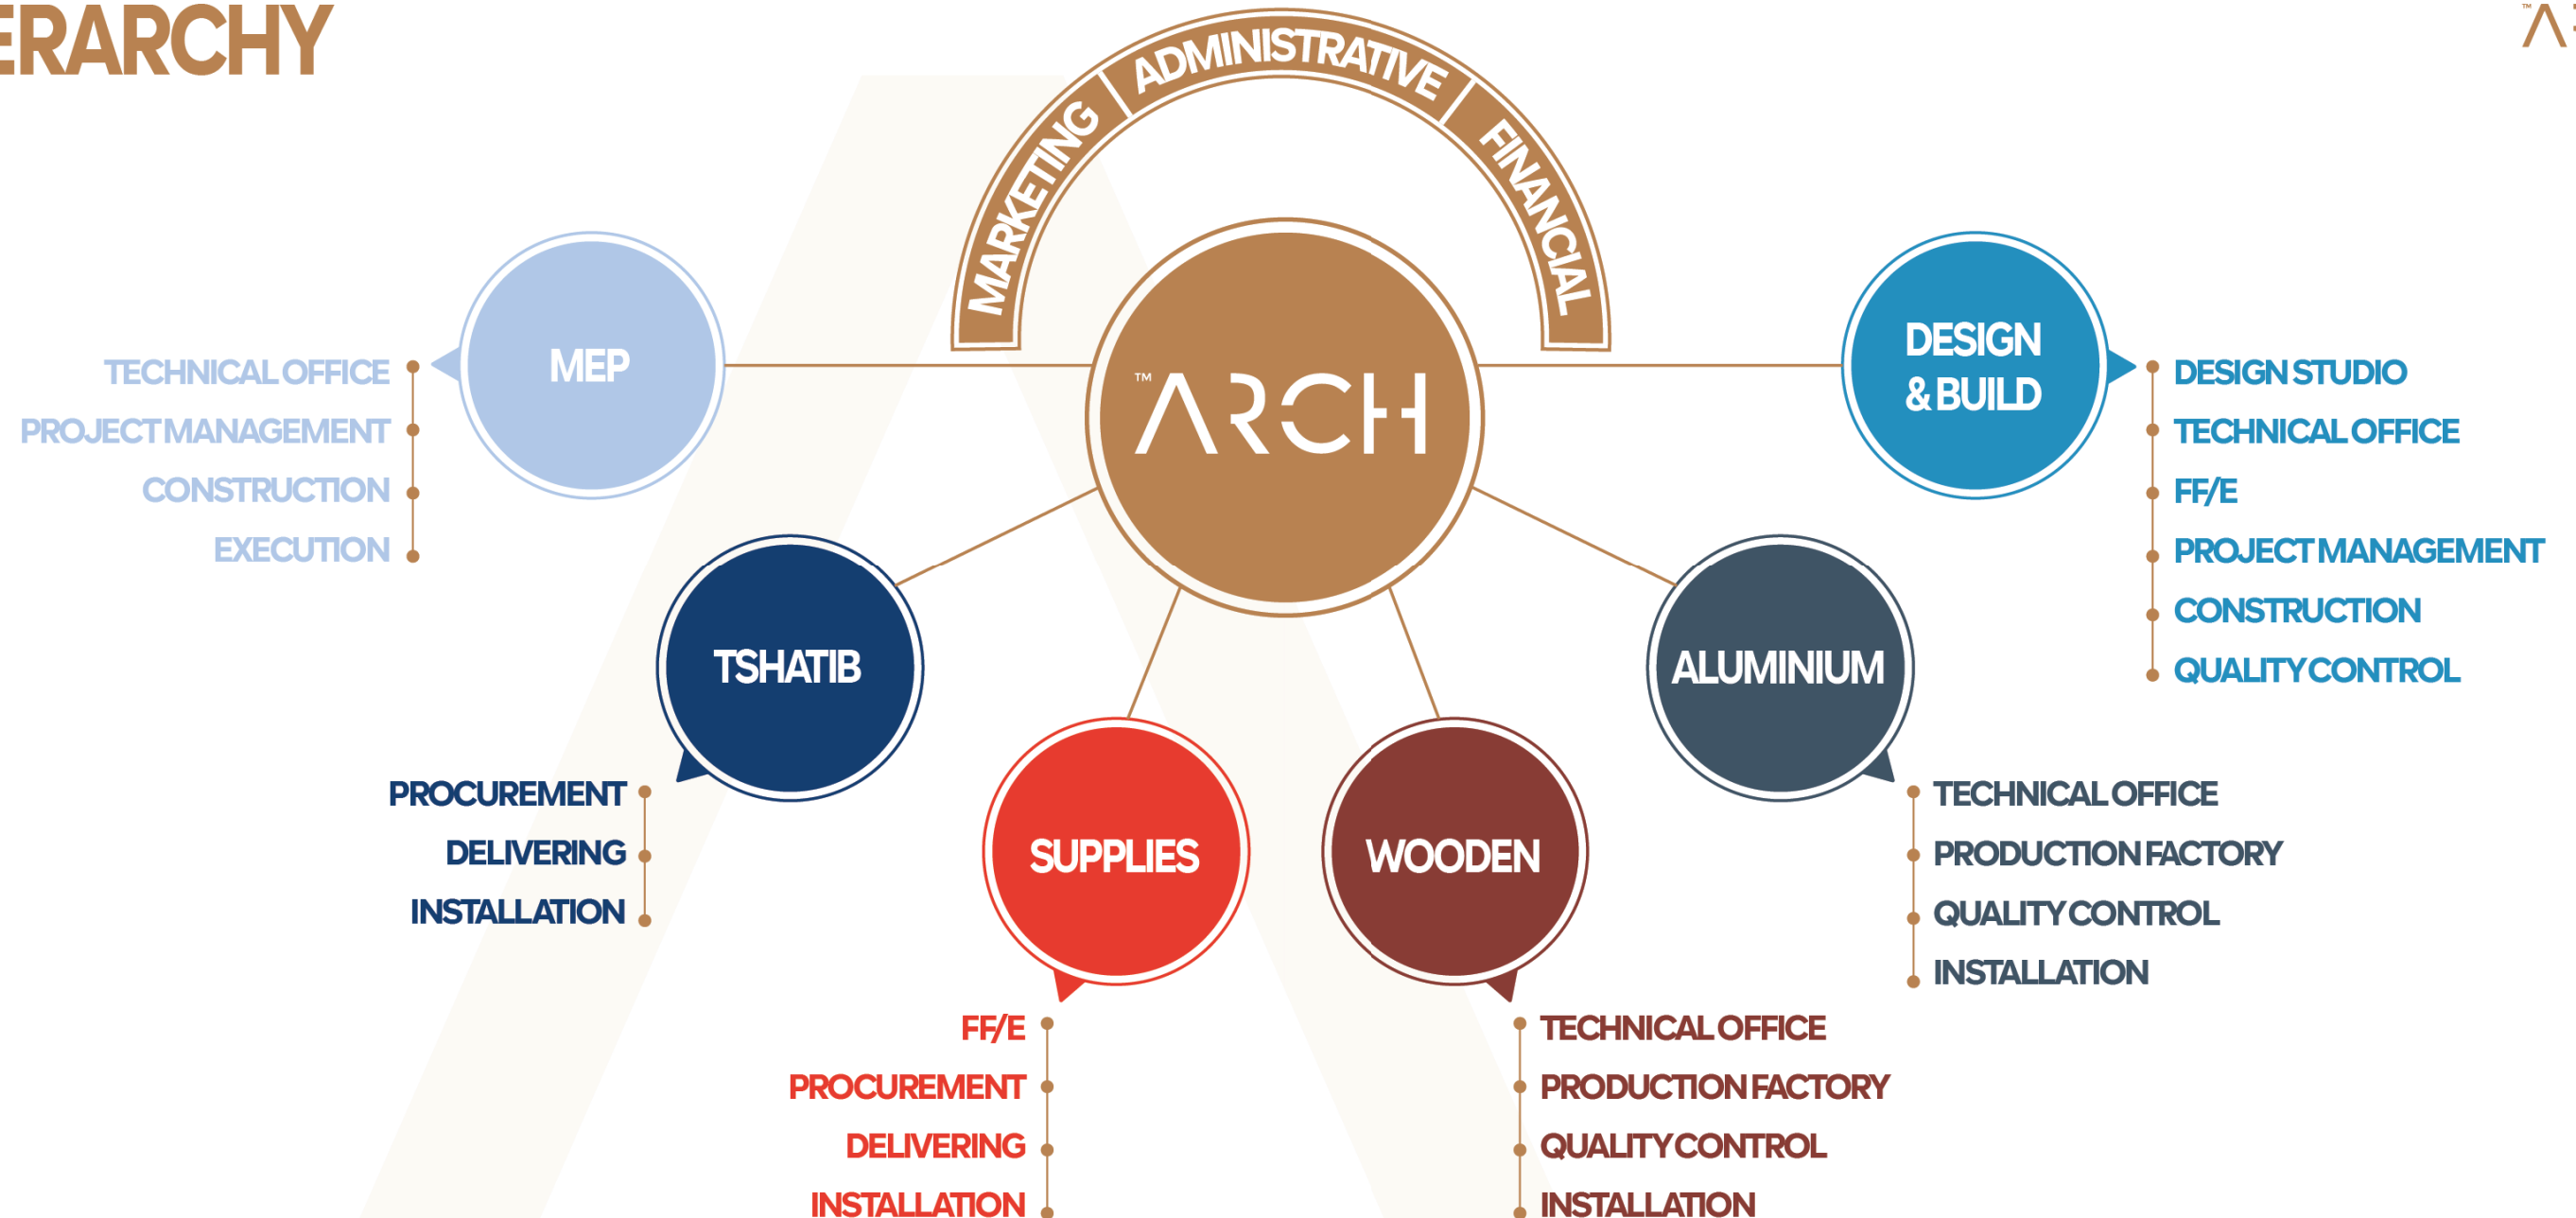 ERARCHY
MARKETING
ADMINISTRATIVE
FINANCIAL
™ARCH
MEP
TECHNICAL OFFICE
PROJECT MANAGEMENT
CONSTRUCTION
EXECUTION
TSHATIB
PROCUREMENT
DELIVERING
INSTALLATION
SUPPLIES
FF/E
PROCUREMENT
DELIVERING
INSTALLATION
WOODEN
TECHNICAL OFFICE
PRODUCTION FACTORY
QUALITY CONTROL
INSTALLATION
ALUMINIUM
TECHNICAL OFFICE
PRODUCTION FACTORY
QUALITY CONTROL
INSTALLATION
DESIGN
& BUILD
DESIGN STUDIO
TECHNICAL OFFICE
FF/E
PROJECT MANAGEMENT
CONSTRUCTION
QUALITY CONTROL